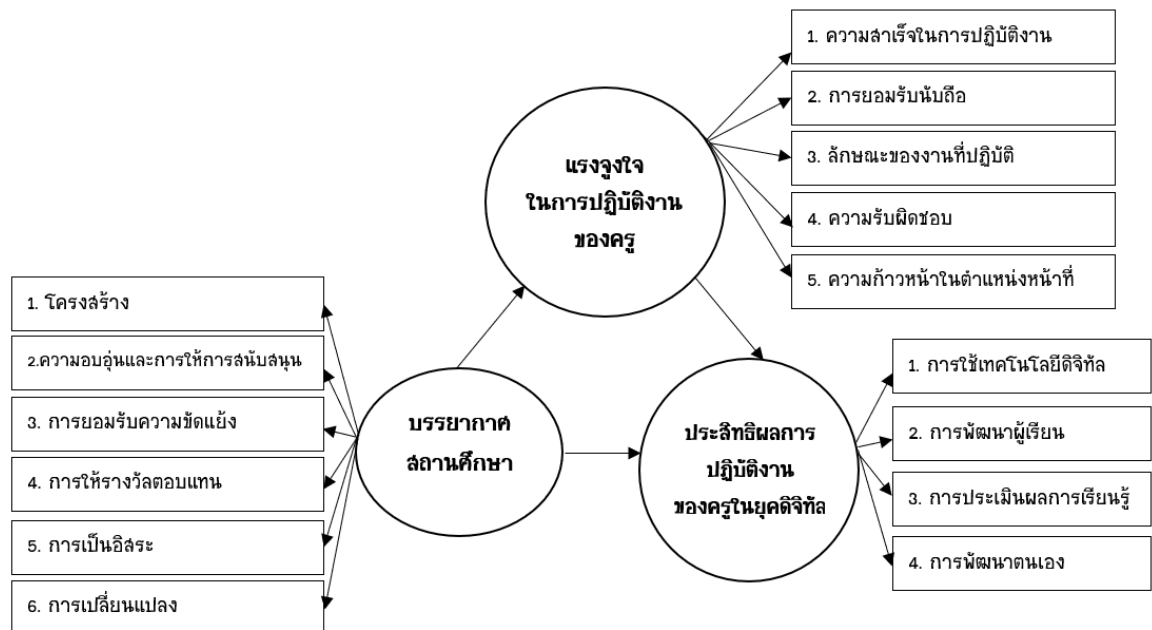 1. ความสำเร็จในการปฏิบัติงาน
2. การยอมรับนับถือ
3. ลักษณะของงานที่ปฏิบัติ
4. ความรับผิดชอบ
5. ความก้าวหน้าในตำแหน่งหน้าที่
แรงจูงใจ
ในการปฏิบัติงาน
ของครู
1. โครงสร้าง
2.ความอบอุ่นและการให้การสนับสนุน
3. การยอมรับความขัดแย้ง
4. การให้รางวัลตอบแทน
5. การเป็นอิสระ
6. การเปลี่ยนแปลง
บรรยากาศ
สถานศึกษา
ประสิทธิผลการ
ปฏิบัติงาน
ของครูในยุคดิจิทัล
1. การใช้เทคโนโลยีดิจิทัล
2. การพัฒนาผู้เรียน
3. การประเมินผลการเรียนรู้
4. การพัฒนาตนเอง